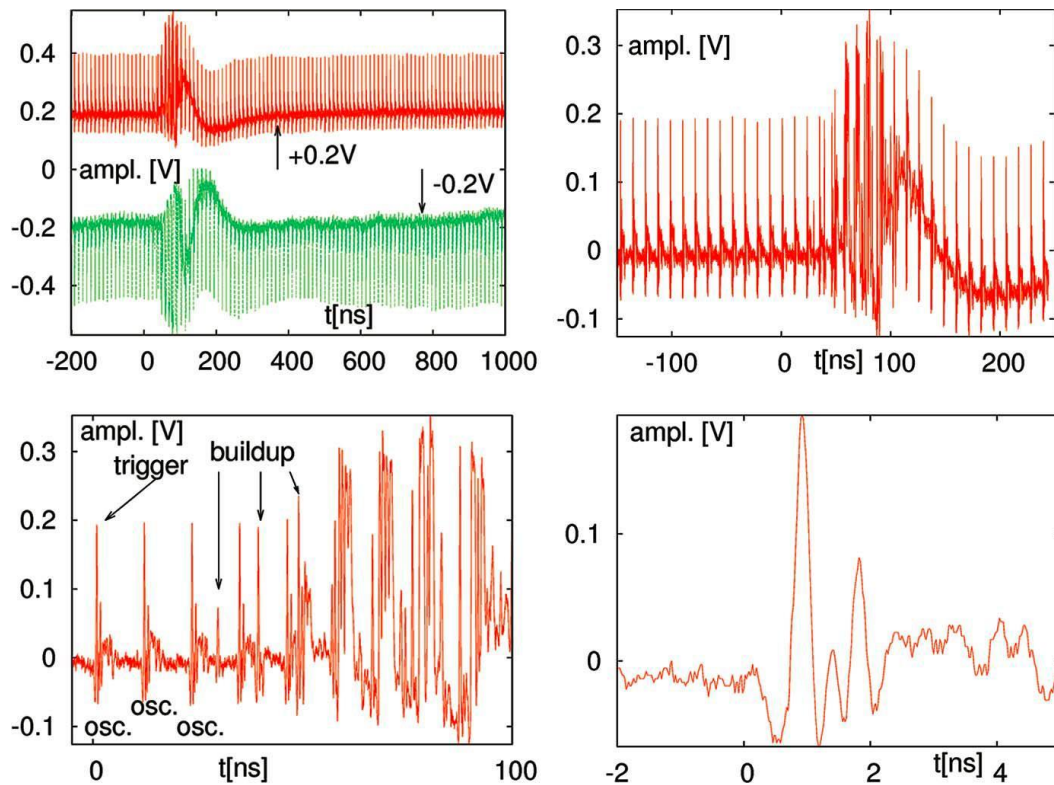 0.4
0.2
0
-0.2
-0.4
ampl. [V]
+0.2V
-0.2V
t[ns]
-200 0 200 400 600 800 1000
0.3
0.2
0.1
0
-0.1
ampl. [V]
-100 0 t[ns] 100 200
0.3
0.2
0.1
0
-0.1
ampl. [V]
trigger
buildup
osc.
osc.
osc.
0 t[ns] 100
ampl. [V]
0.1
0
-2 0 2 t[ns] 4